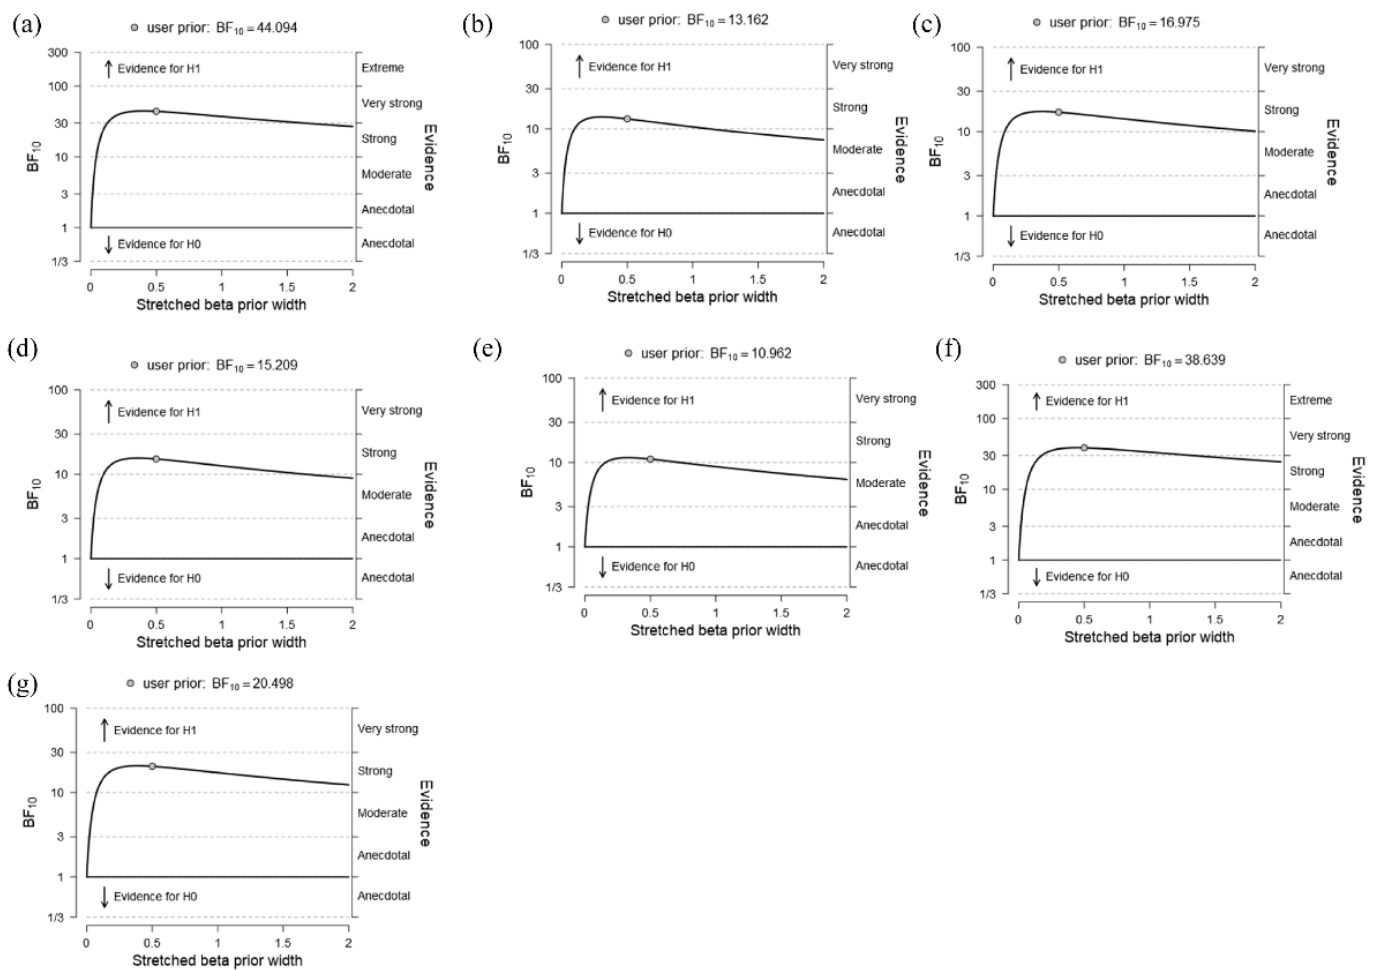 (a)
user prior: BF10 = 44.094
300
100
30
10
3
1
1/3
BF10
Evidence for H1
Evidence for H0
Extreme
Very strong
Strong
Moderate
Anecdotal
Anecdotal
Evidence
0 0.5 1 1.5 2
Stretched beta prior width
(b)
user prior: BF10 = 13.162
100
30
10
3
1
1/3
BF10
Evidence for H1
Evidence for H0
Very strong
Strong
Moderate
Anecdotal
Anecdotal
Evidence
0 0.5 1 1.5 2
Stretched beta prior width
(c)
user prior: BF10 = 16.975
100
30
10
3
1
1/3
BF10
Evidence for H1
Evidence for H0
Very strong
Strong
Moderate
Anecdotal
Anecdotal
Evidence
0 0.5 1 1.5 2
Stretched beta prior width
(d)
user prior: BF10 = 15.209
100
30
10
3
1
1/3
BF10
Evidence for H1
Evidence for H0
Very strong
Strong
Moderate
Anecdotal
Anecdotal
Evidence
0 0.5 1 1.5 2
Stretched beta prior width
(e)
user prior: BF10 = 10.962
100
30
10
3
1
1/3
BF10
Evidence for H1
Evidence for H0
Very strong
Strong
Moderate
Anecdotal
Anecdotal
Evidence
0 0.5 1 1.5 2
Stretched beta prior width
(f)
user prior: BF10 = 38.639
300
100
30
10
3
1
1/3
BF10
Evidence for H1
Evidence for H0
Extreme
Very strong
Strong
Moderate
Anecdotal
Anecdotal
Evidence
0 0.5 1 1.5 2
Stretched beta prior width
(g)
user prior: BF10 = 20.498
100
30
10
3
1
1/3
BF10
Evidence for H1
Evidence for H0
Very strong
Strong
Moderate
Anecdotal
Anecdotal
Evidence
0 0.5 1 1.5 2
Stretched beta prior width